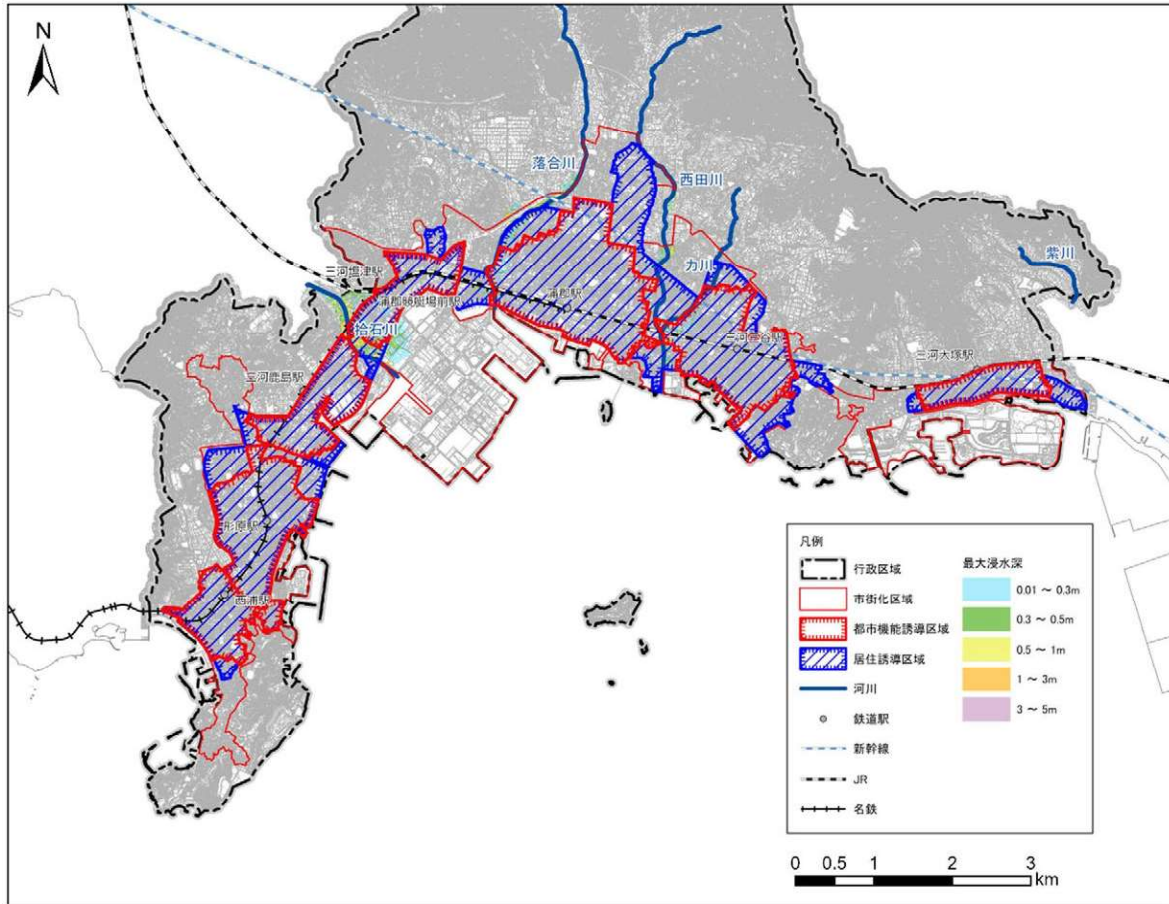 N
落合川
西田川
力川
紫川
三河塩津駅
蒲郡競艇場前駅
蒲郡駅
拾石川
三河三谷駅
三河大塚駅
三河鹿島駅
形原駅
西浦駅
凡例
行政区域
市街化区域
都市機能誘導区域
居住誘導区域
河川
鉄道駅
新幹線
JR
名鉄
最大浸水深
0.01 ～ 0.3m
0.3 ～ 0.5m
0.5 ～ 1m
1 ～ 3m
3 ～ 5m
0 0.5 1 2 3
km